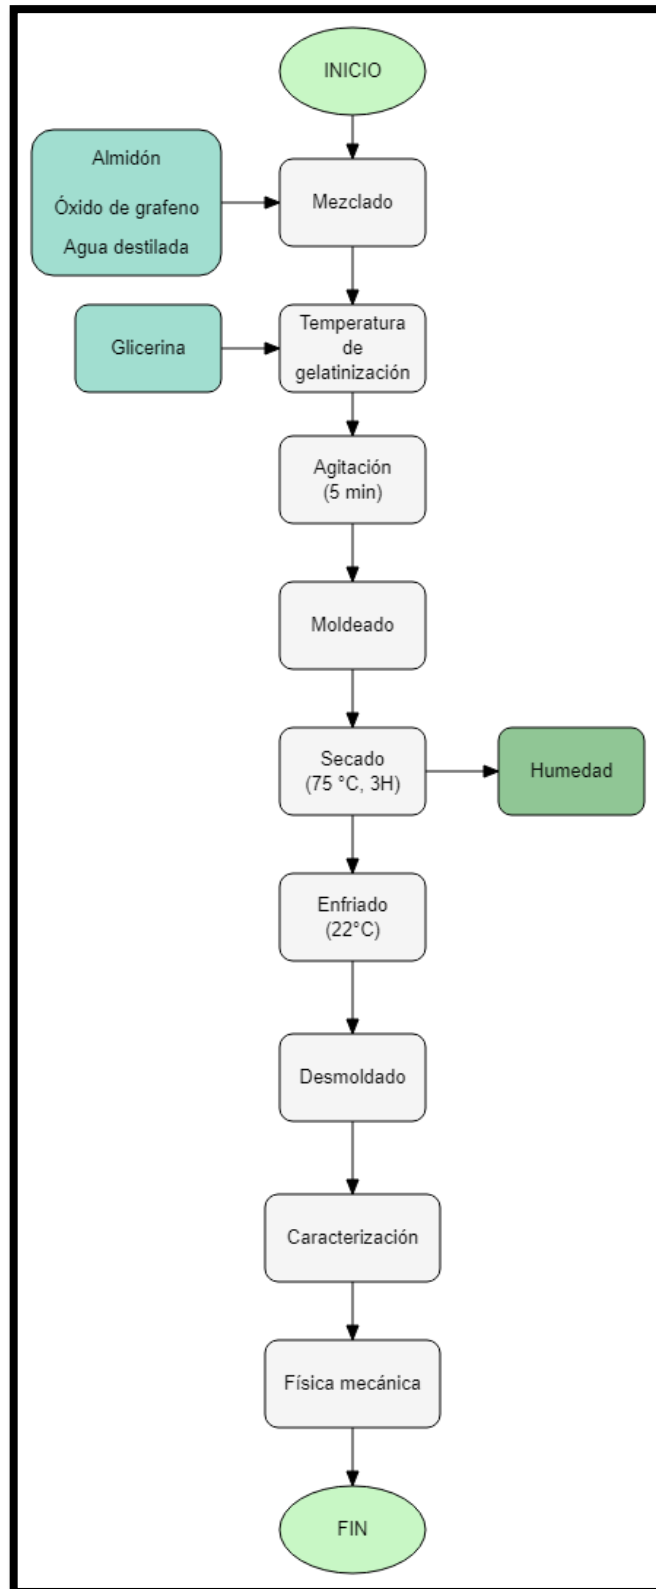 INICIO
Almidón
Óxido de grafeno
Agua destilada
Mezclado
Glicerina
Temperatura
de
gelatinización
Agitación
(5 min)
Moldeado
Secado
(75 °C, 3H)
Humedad
Enfriado
(22°C)
Desmoldado
Caracterización
Física mecánica
FIN